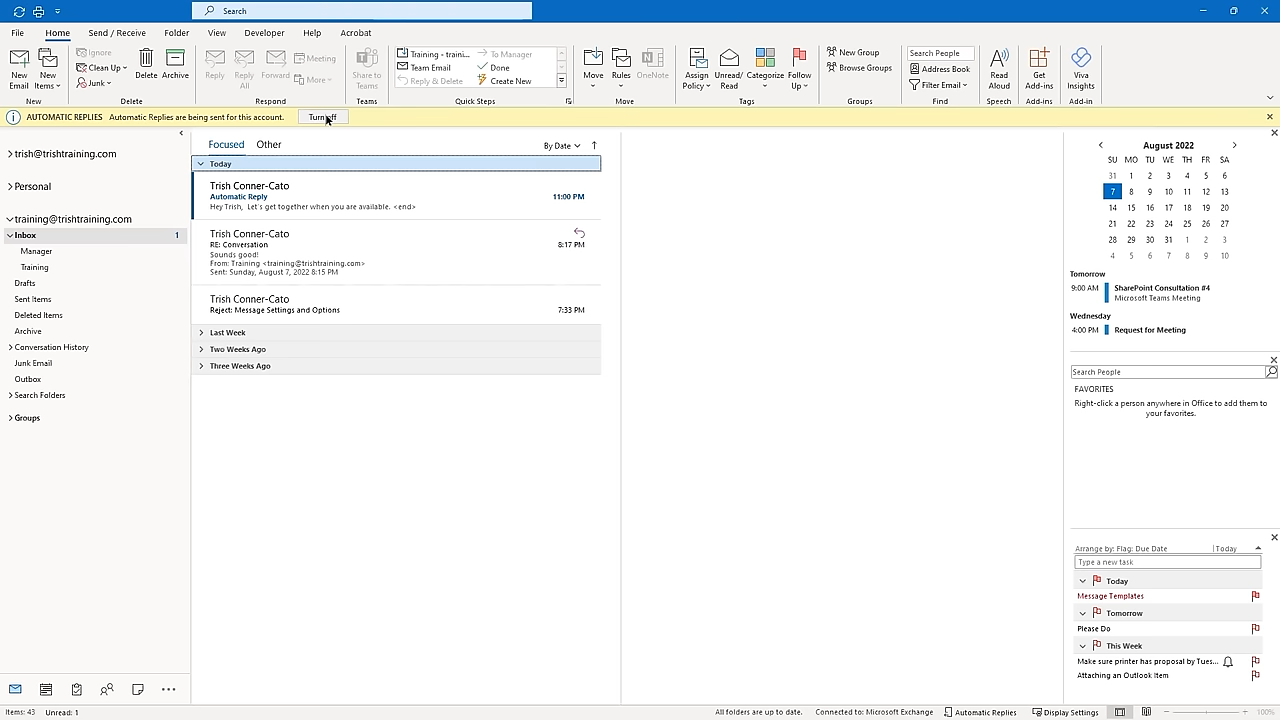 Search
File Home Send / Receive Folder View Developer Help Acrobat
New Email
New Items
Ignore
Clean Up
Junk
Delete
Archive
Reply
Reply All
Forward
Meeting
More
Share to Teams
Training - traini...
Team Email
Reply & Delete
To Manager
Done
Create New
Move
Rules
OneNote
Assign Policy
Unread/ Read
Categorize
Follow Up
New Group
Browse Groups
Search People
Address Book
Filter Email
Read Aloud
Get Add-ins
Viva Insights
New Delete Respond Teams Quick Steps Move Tags Groups Find Speech Add-ins Add-in
AUTOMATIC REPLIES Automatic Replies are being sent for this account. Turn off
trish@trishtraining.com
Personal
training@trishtraining.com
Inbox 1
Manager
Training
Drafts
Sent Items
Deleted Items
Archive
Conversation History
Junk Email
Outbox
Search Folders
Groups
Focused Other By Date
Today
Trish Conner-Cato
Automatic Reply 11:00 PM
Hey Trish, Let's get together when you are available. <end>
Trish Conner-Cato
RE: Conversation 8:17 PM
Sounds good!
From: Training <training@trishtraining.com>
Sent: Sunday, August 7, 2022 8:15 PM
Trish Conner-Cato
Reject: Message Settings and Options 7:33 PM
Last Week
Two Weeks Ago
Three Weeks Ago
August 2022
SU MO TU WE TH FR SA
31 1 2 3 4 5 6
7 8 9 10 11 12 13
14 15 16 17 18 19 20
21 22 23 24 25 26 27
28 29 30 31 1 2 3
4 5 6 7 8 9 10
Tomorrow
9:00 AM SharePoint Consultation #4
Microsoft Teams Meeting
Wednesday
4:00 PM Request for Meeting
Search People
FAVORITES
Right-click a person anywhere in Office to add them to
your favorites.
Arrange by: Flag: Due Date Today
Type a new task
Today
Message Templates
Tomorrow
Please Do
This Week
Make sure printer has proposal by Tues...
Attaching an Outlook Item
Items: 43 Unread: 1 All folders are up to date. Connected to: Microsoft Exchange Automatic Replies Display Settings 100%